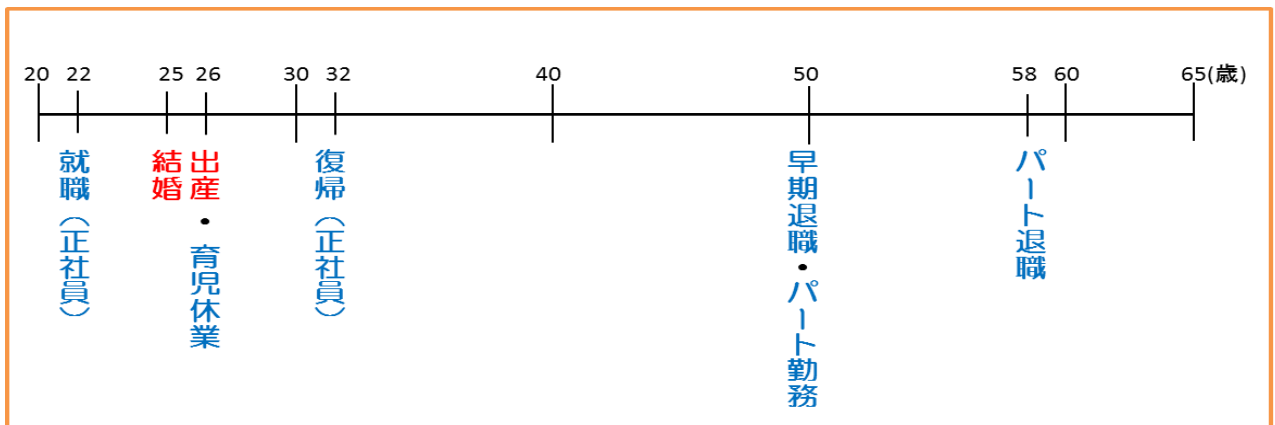 20 22 25 26 30 32 40 50 58 60 65(歳)
就職（正社員）
結婚
出産・育児休業
復帰（正社員）
早期退職・パート勤務
パート退職